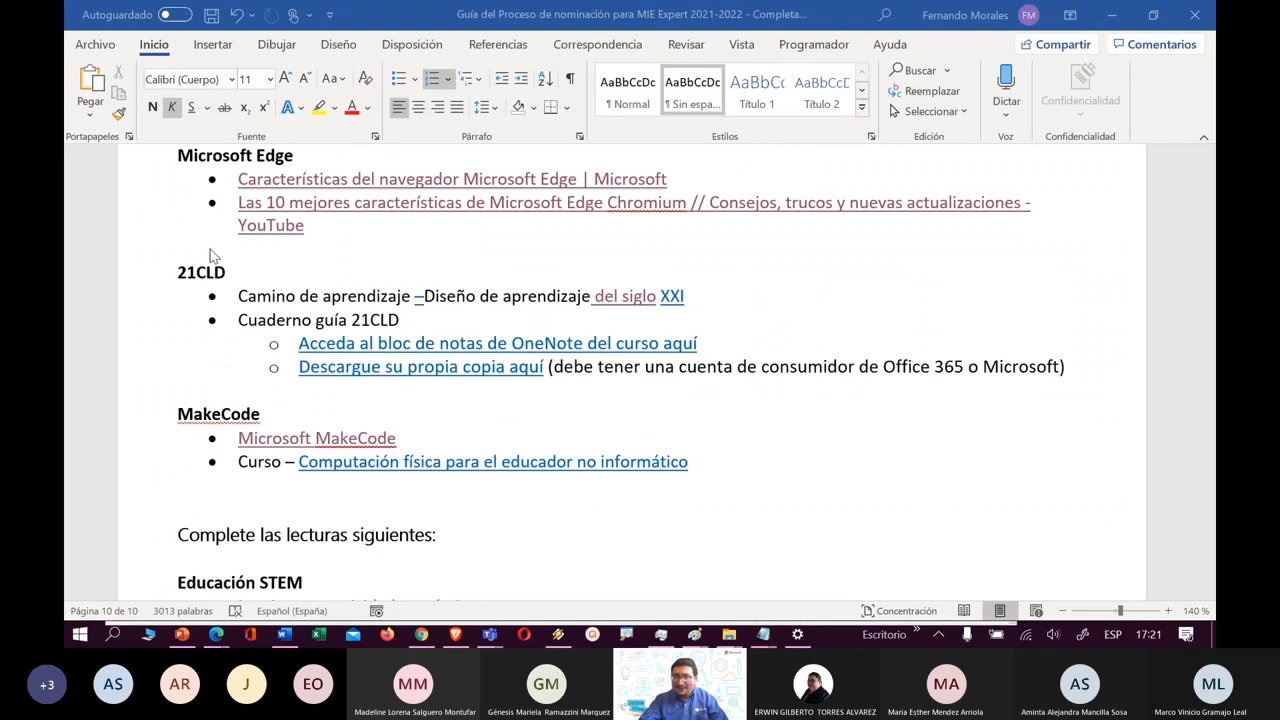 Autoguardado
Guía del Proceso de nominación para MIE Expert 2021-2022 - Completa...
Fernando Morales
FM
Archivo Inicio Insertar Dibujar Diseño Disposición Referencias Correspondencia Revisar Vista Programador Ayuda
Compartir
Comentarios
Pegar
Calibri (Cuerpo) 11
Aa
N K S ab x₂ x² A A
AaBbCcDc AaBbCcDc AaBbCc AaBbCcD
¶ Normal ¶ Sin espa... Título 1 Título 2
Buscar
Reemplazar
Seleccionar
Dictar
Confidencialidad
Portapapeles Fuente Párrafo Estilos Edición Voz Confidencialidad
Microsoft Edge
• Características del navegador Microsoft Edge | Microsoft
• Las 10 mejores características de Microsoft Edge Chromium // Consejos, trucos y nuevas actualizaciones -
YouTube
21CLD
• Camino de aprendizaje –Diseño de aprendizaje del siglo XXI
• Cuaderno guía 21CLD
o Acceda al bloc de notas de OneNote del curso aquí
o Descargue su propia copia aquí (debe tener una cuenta de consumidor de Office 365 o Microsoft)
MakeCode
• Microsoft MakeCode
• Curso – Computación física para el educador no informático
Complete las lecturas siguientes:
Educación STEM
Página 10 de 10 3013 palabras Español (España) Concentración 140 %
Escritorio ESP 17:21
+3 AS AR J EO MM GM MA AS ML
Madeline Lorena Salguero Montufar Génesis Mariela Ramazzini Marquez ERWIN GILBERTO TORRES ALVAREZ Maria Esther Mendez Arriola Aminta Alejandra Mancilla Sosa Marco Vinicio Gramajo Leal